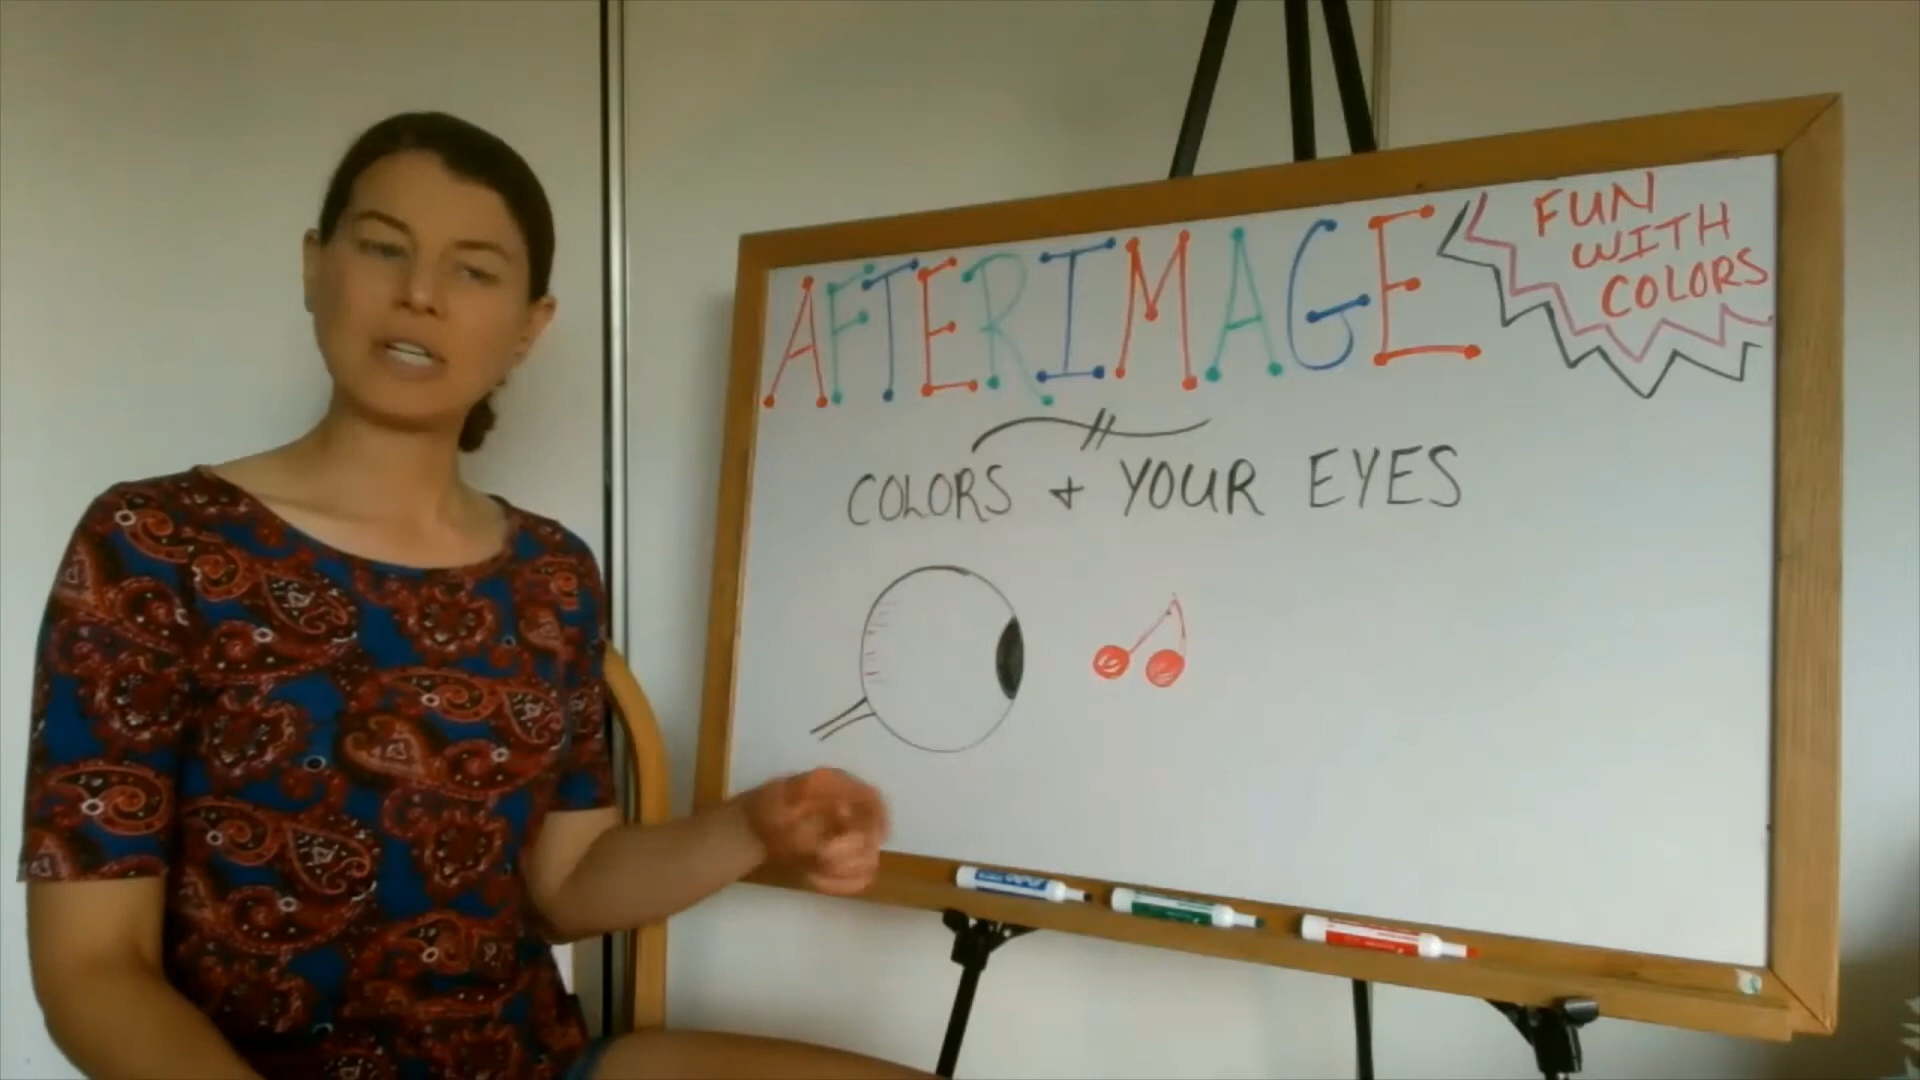 AFTERIMAGE
FUN
WITH
COLORS
COLORS + YOUR EYES